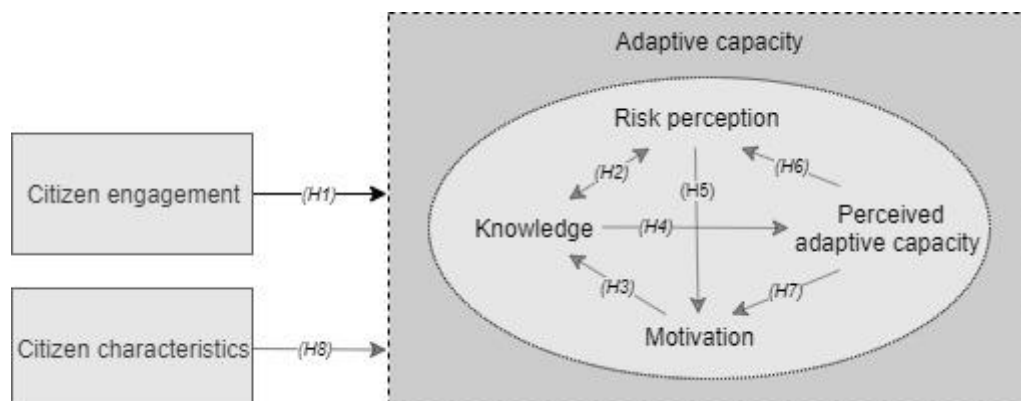 Adaptive capacity
Risk perception
(H2)
(H6)
(H5)
Citizen engagement
(H1)
Knowledge
(H4)
Perceived
adaptive capacity
(H3)
(H7)
Motivation
Citizen characteristics
(H8)